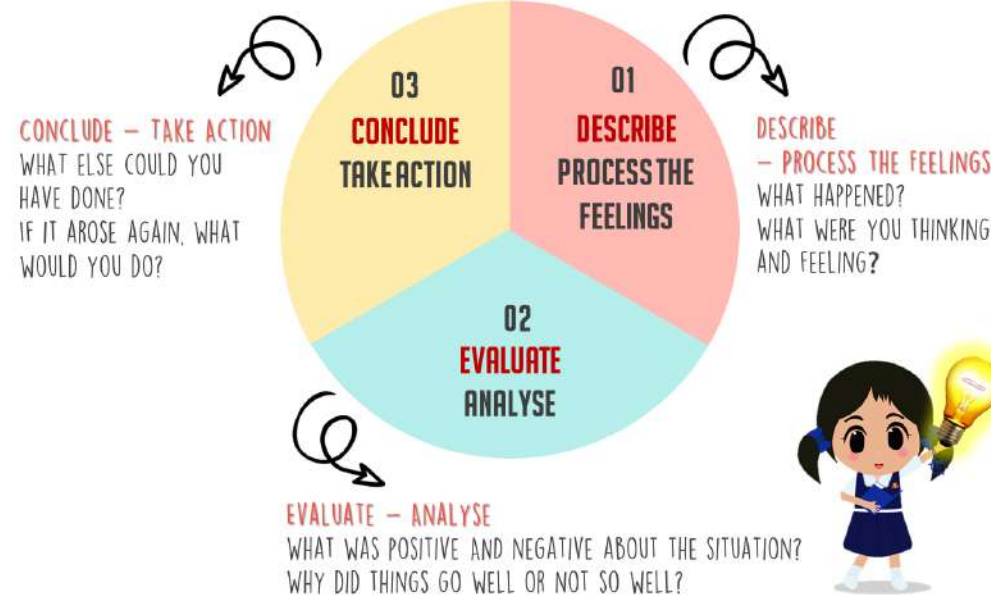 01
DESCRIBE
PROCESS THE
FEELINGS
DESCRIBE
– PROCESS THE FEELINGS
WHAT HAPPENED?
WHAT WERE YOU THINKING
AND FEELING?
02
EVALUATE
ANALYSE
EVALUATE – ANALYSE
WHAT WAS POSITIVE AND NEGATIVE ABOUT THE SITUATION?
WHY DID THINGS GO WELL OR NOT SO WELL?
03
CONCLUDE
TAKE ACTION
CONCLUDE – TAKE ACTION
WHAT ELSE COULD YOU
HAVE DONE?
IF IT AROSE AGAIN, WHAT
WOULD YOU DO?